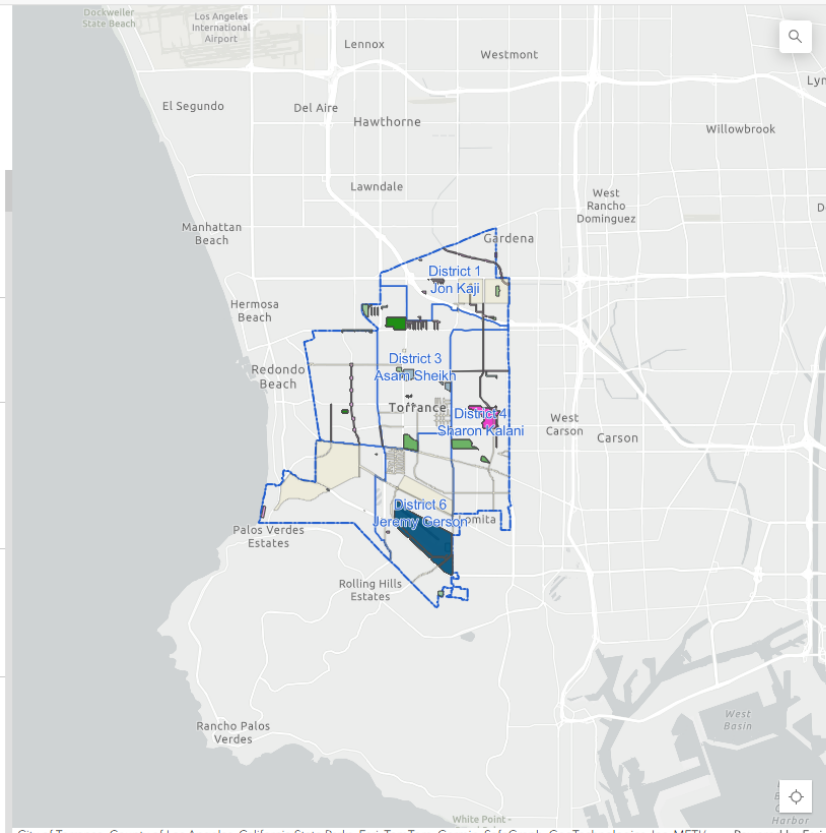 Dockweiler
State Beach
Los Angeles
International
Airport
Lennox
Westmont
El Segundo
Del Aire
Hawthorne
Willowbrook
Lawndale
West
Rancho
Dominguez
Manhattan
Beach
Gardena
District 1
Jon Kaji
Hermosa
Beach
District 3
Asam Sheikh
Redondo
Beach
Torrance
District 4
Sharon Kalani
West
Carson
Carson
District 6
Jeremy Gerson
Lomita
Palos Verdes
Estates
Rolling Hills
Estates
Rancho Palos
Verdes
West
Basin
Harbor
White Point -